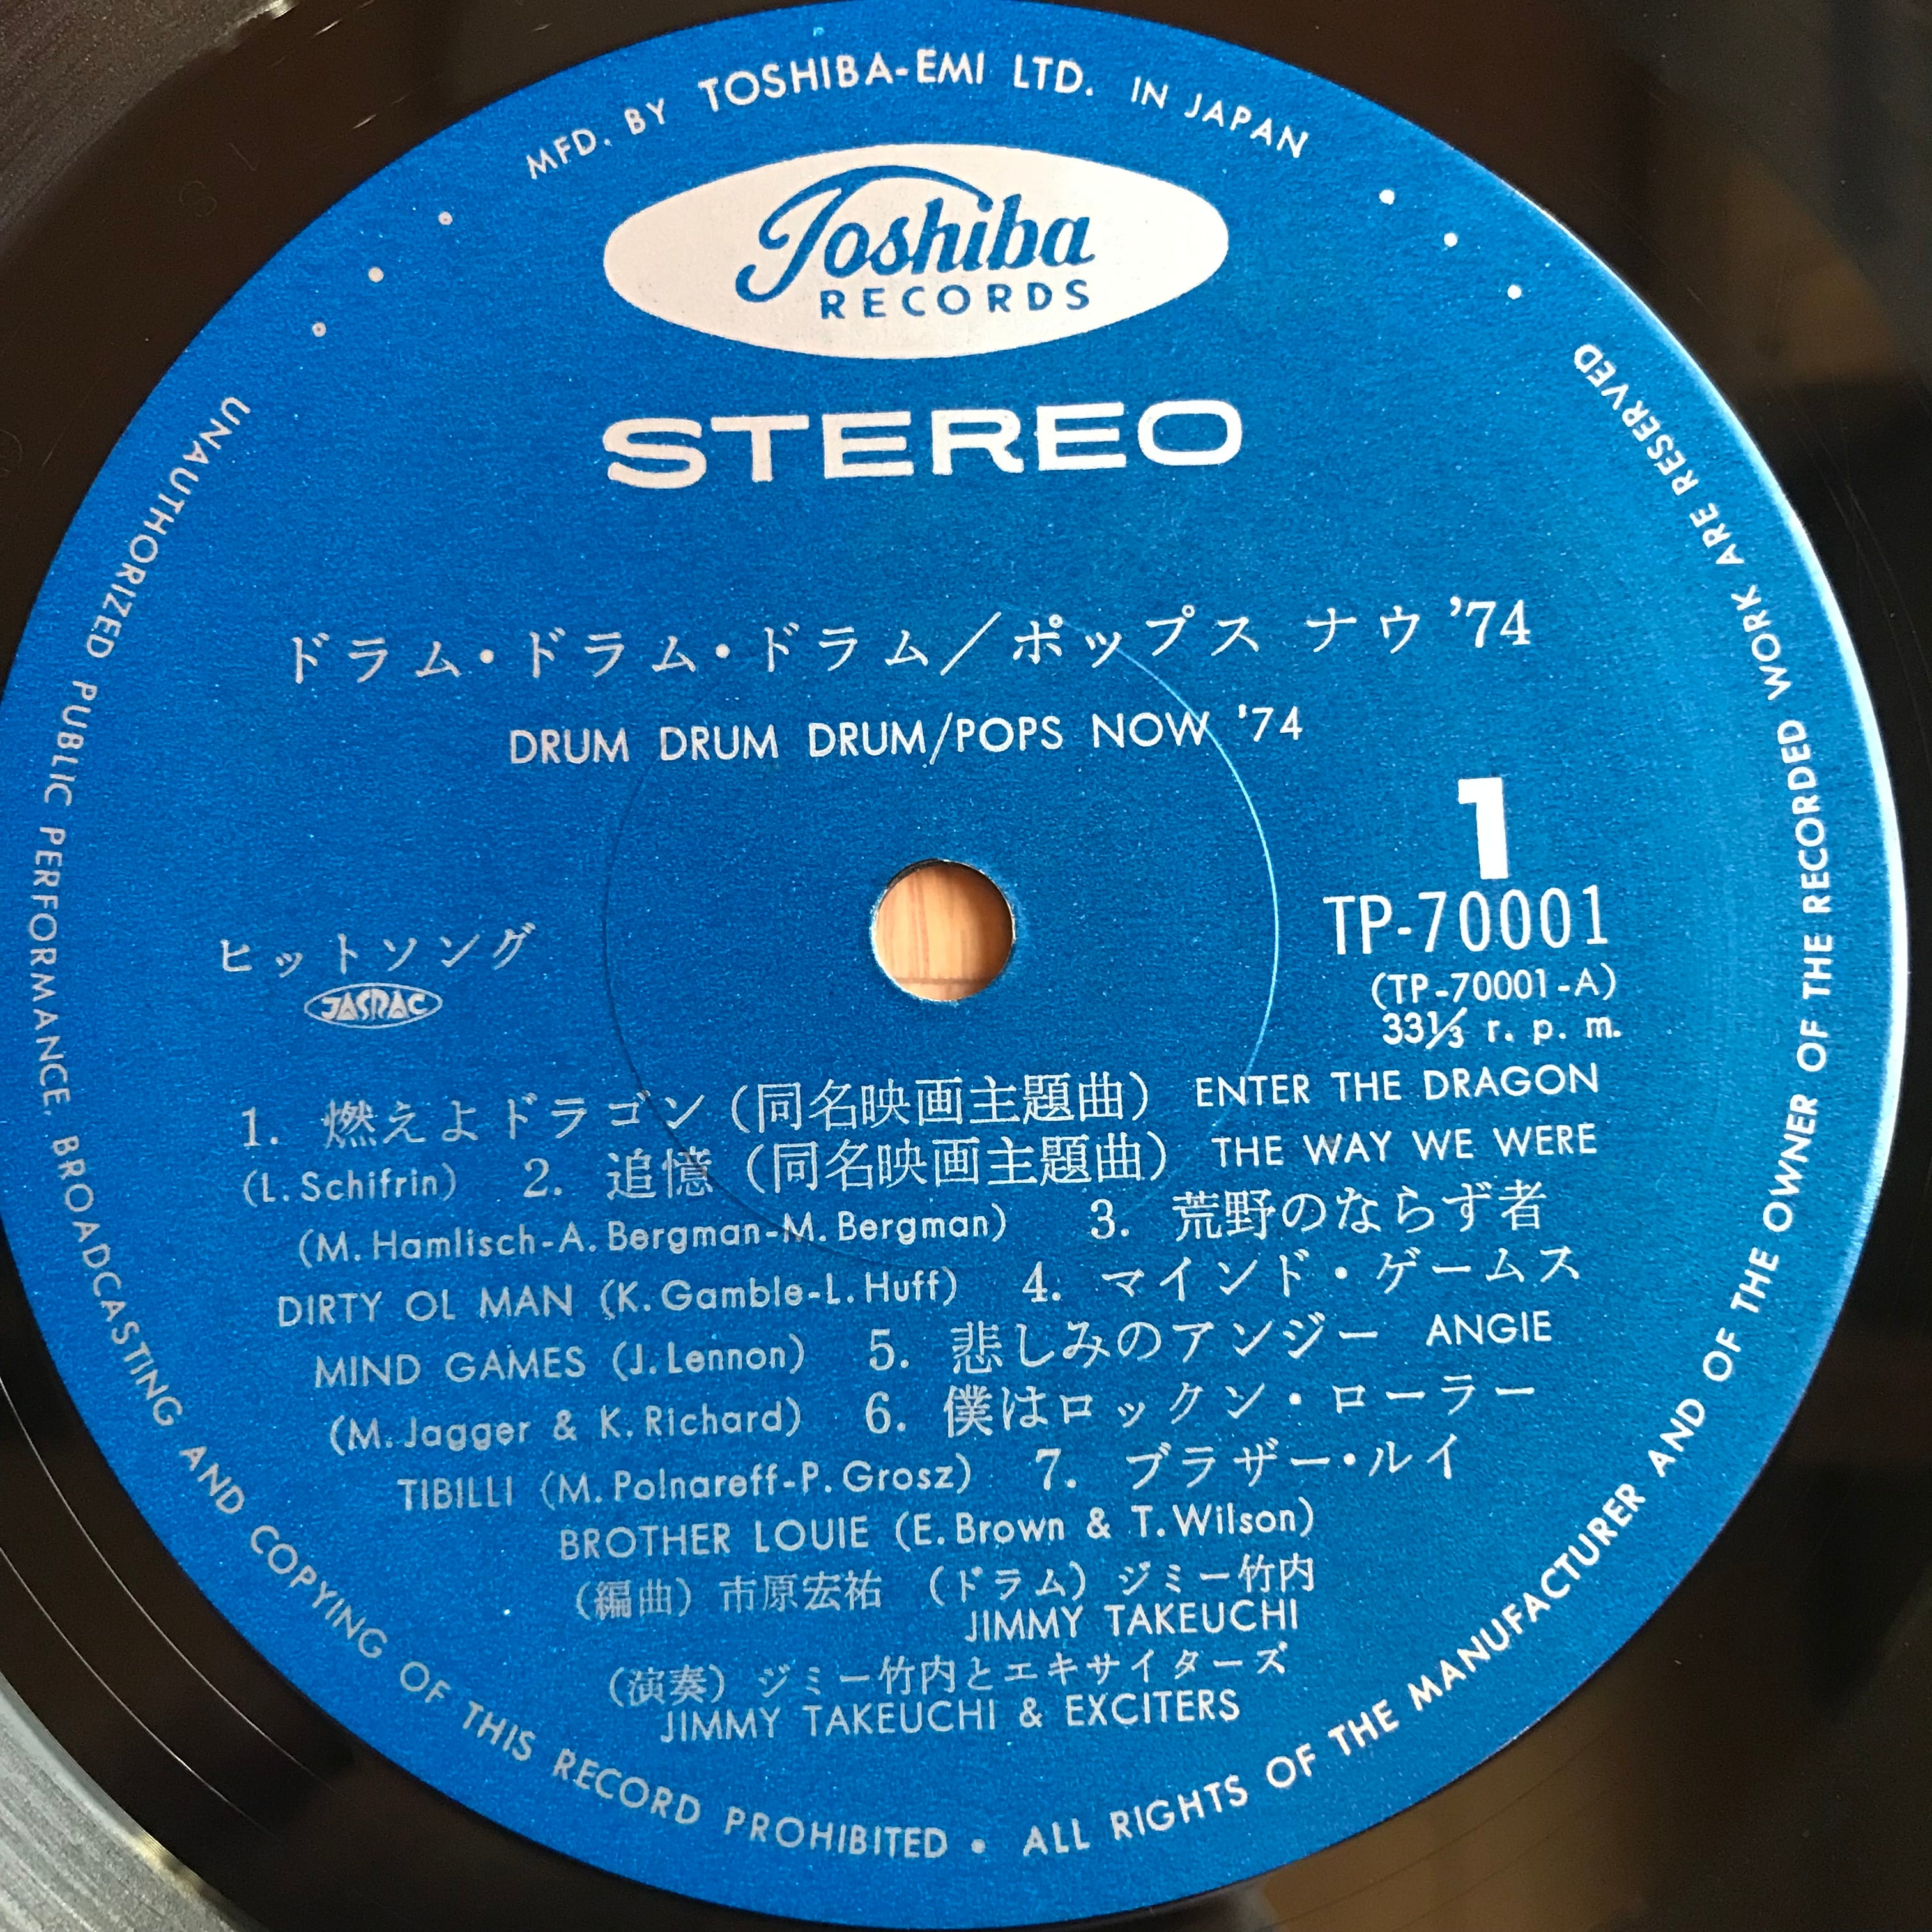 MFD. BY TOSHIBA-EMI LTD. IN JAPAN
Toshiba
RECORDS
STEREO
ドラム・ドラム・ドラム／ポップス ナウ '74
DRUM DRUM DRUM/POPS NOW '74
1
TP-70001
(TP-70001-A)
33⅓ r. p. m.
ヒットソング
JASRAC
1. 燃えよドラゴン（同名映画主題曲） ENTER THE DRAGON
(L. Schifrin) 2. 追憶（同名映画主題曲） THE WAY WE WERE
(M. Hamlisch-A. Bergman-M. Bergman) 3. 荒野のならず者
DIRTY OL MAN (K. Gamble-L. Huff) 4. マインド・ゲームス
MIND GAMES (J. Lennon) 5. 悲しみのアンジー ANGIE
(M. Jagger & K. Richard) 6. 僕はロックン・ローラー
TIBILLI (M. Polnareff-P. Grosz) 7. ブラザー・ルイ
BROTHER LOUIE (E. Brown & T. Wilson)
（編曲）市原宏祐 （ドラム）ジミー竹内
JIMMY TAKEUCHI
（演奏）ジミー竹内とエキサイターズ
JIMMY TAKEUCHI & EXCITERS
UNAUTHORIZED PUBLIC PERFORMANCE, BROADCASTING AND COPYING OF THIS RECORD PROHIBITED • ALL RIGHTS OF THE MANUFACTURER AND OF THE OWNER OF THE RECORDED WORK ARE RESERVED